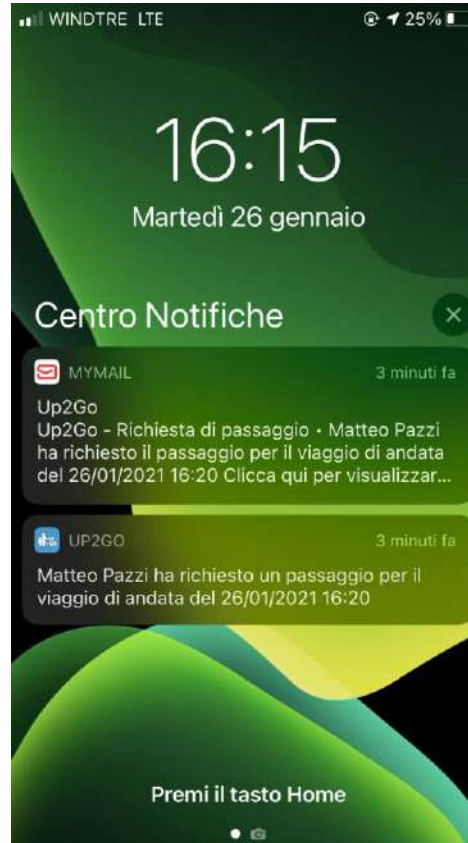 WINDTRE LTE
25%
16:15
Martedì 26 gennaio
Centro Notifiche
MYMAIL
3 minuti fa
Up2Go
Up2Go - Richiesta di passaggio • Matteo Pazzi
ha richiesto il passaggio per il viaggio di andata
del 26/01/2021 16:20 Clicca qui per visualizzar...
UP2GO
3 minuti fa
Matteo Pazzi ha richiesto un passaggio per il
viaggio di andata del 26/01/2021 16:20
Premi il tasto Home